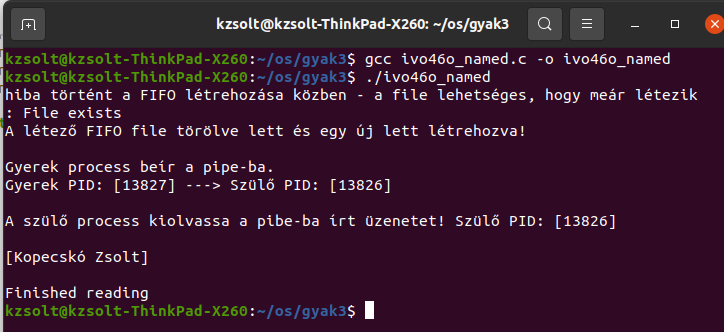 kzsolt@kzsolt-ThinkPad-X260: ~/os/gyak3
kzsolt@kzsolt-ThinkPad-X260:~/os/gyak3$ gcc ivo46o_named.c -o ivo46o_named
kzsolt@kzsolt-ThinkPad-X260:~/os/gyak3$ ./ivo46o_named
hiba történt a FIFO létrehozása közben - a file lehetséges, hogy meár létezik
: File exists
A létező FIFO file törölve lett és egy új lett létrehozva!
Gyerek process beír a pipe-ba.
Gyerek PID: [13827] ---> Szülő PID: [13826]
A szülő process kiolvassa a pibe-ba írt üzenetet! Szülő PID: [13826]
[Kopecskó Zsolt]
Finished reading
kzsolt@kzsolt-ThinkPad-X260:~/os/gyak3$